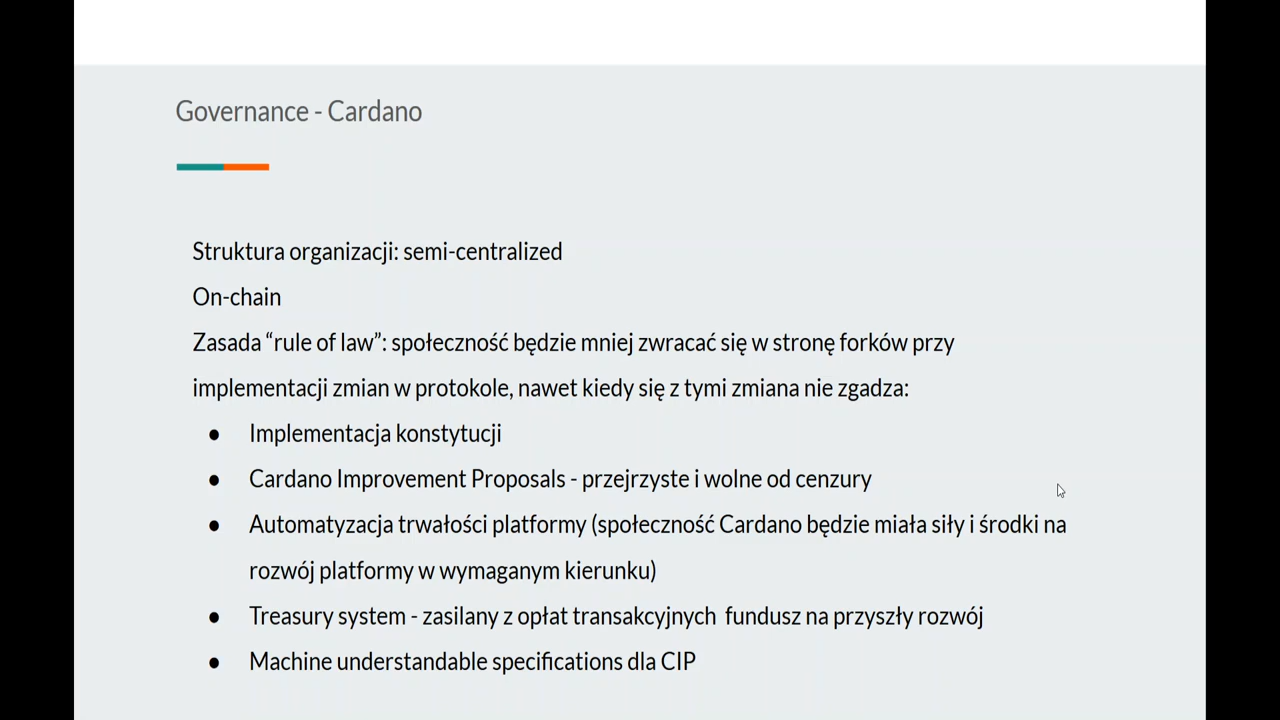 Governance - Cardano
Struktura organizacji: semi-centralized
On-chain
Zasada “rule of law”: społeczność będzie mniej zwracać się w stronę forków przy
implementacji zmian w protokole, nawet kiedy się z tymi zmiana nie zgadza:
● Implementacja konstytucji
● Cardano Improvement Proposals - przejrzyste i wolne od cenzury
● Automatyzacja trwałości platformy (społeczność Cardano będzie miała siły i środki na
rozwój platformy w wymaganym kierunku)
● Treasury system - zasilany z opłat transakcyjnych  fundusz na przyszły rozwój
● Machine understandable specifications dla CIP